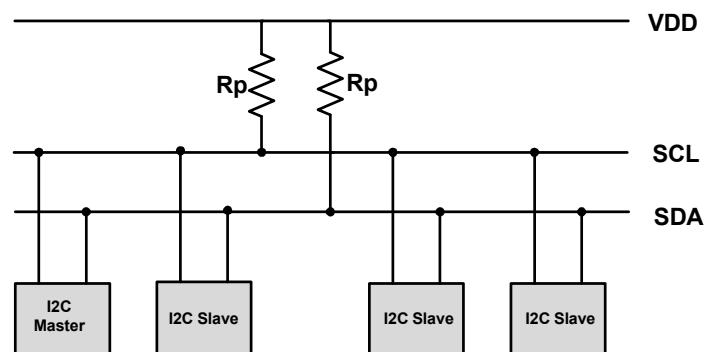 VDD
Rp
Rp
SCL
SDA
I2C
Master
I2C Slave
I2C Slave
I2C Slave